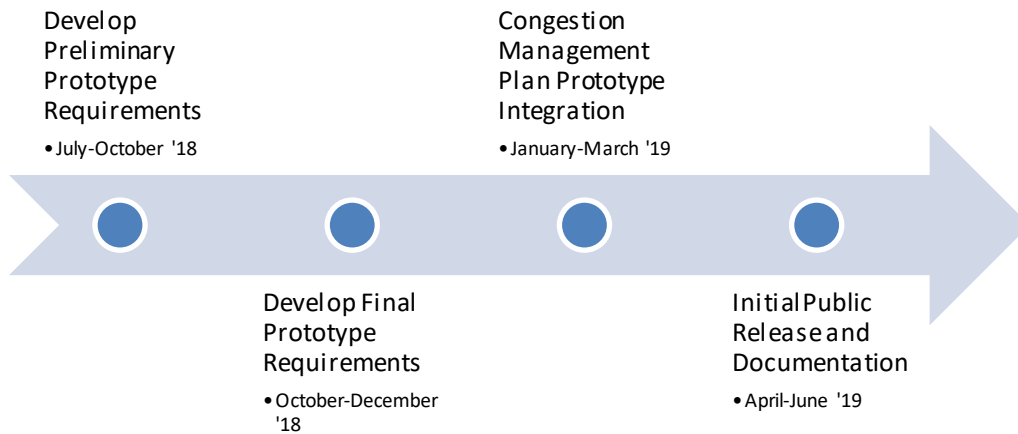 Develop
Preliminary
Prototype
Requirements
•July-October '18
Develop Final
Prototype
Requirements
•October-December
'18
Congestion
Management
Plan Prototype
Integration
•January-March '19
Initial Public
Release and
Documentation
•April-June '19